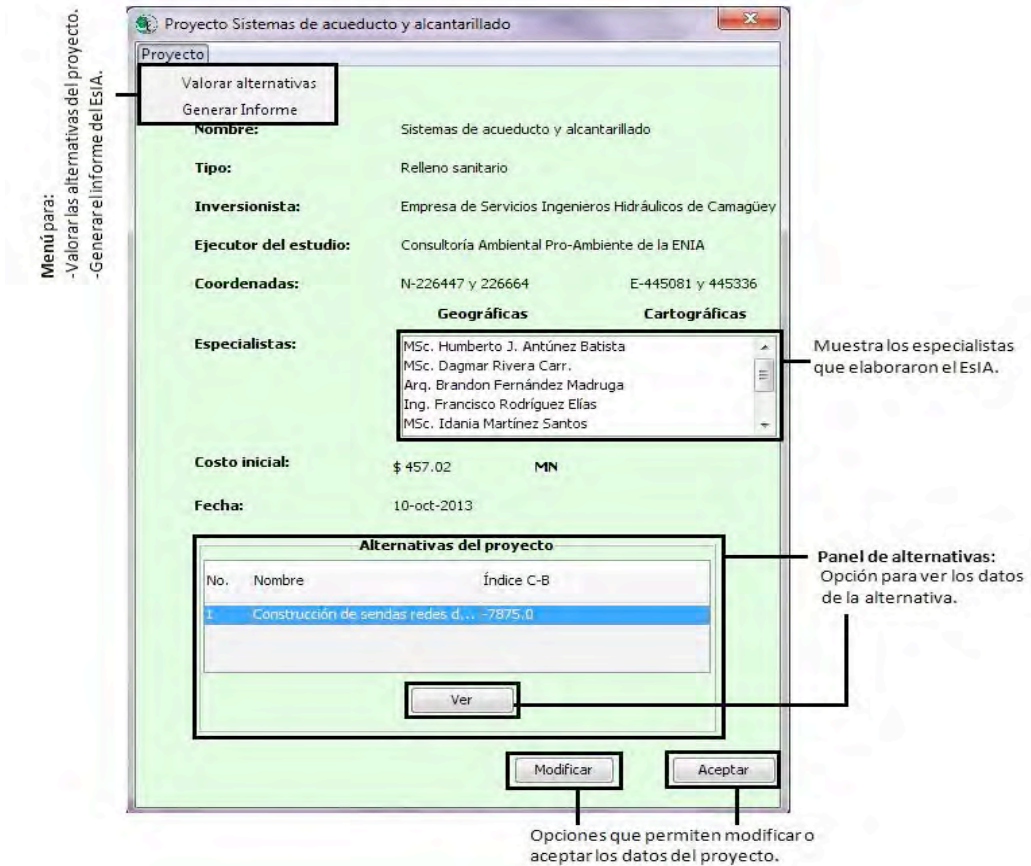 Proyecto Sistemas de acueducto y alcantarillado
Proyecto
Valorar alternativas
Generar Informe
Menú para:
-Valorar las alternativas del proyecto.
-Generar el informe del EsIA.
Nombre: Sistemas de acueducto y alcantarillado
Tipo: Relleno sanitario
Inversionista: Empresa de Servicios Ingenieros Hidráulicos de Camagüey
Ejecutor del estudio: Consultoría Ambiental Pro-Ambiente de la ENIA
Coordenadas: N-226447 y 226664 E-445081 y 445336
Geográficas Cartográficas
Especialistas:
MSc. Humberto J. Antúnez Batista
MSc. Dagmar Rivera Carr.
Arq. Brandon Fernández Madruga
Ing. Francisco Rodríguez Elías
MSc. Idania Martínez Santos
Muestra los especialistas
que elaboraron el EsIA.
Costo inicial: $ 457.02 MN
Fecha: 10-oct-2013
Alternativas del proyecto
No. Nombre Índice C-B
1 Construcción de sendas redes d... -7875.0
Ver
Panel de alternativas:
Opción para ver los datos
de la alternativa.
Modificar Aceptar
Opciones que permiten modificar o
aceptar los datos del proyecto.